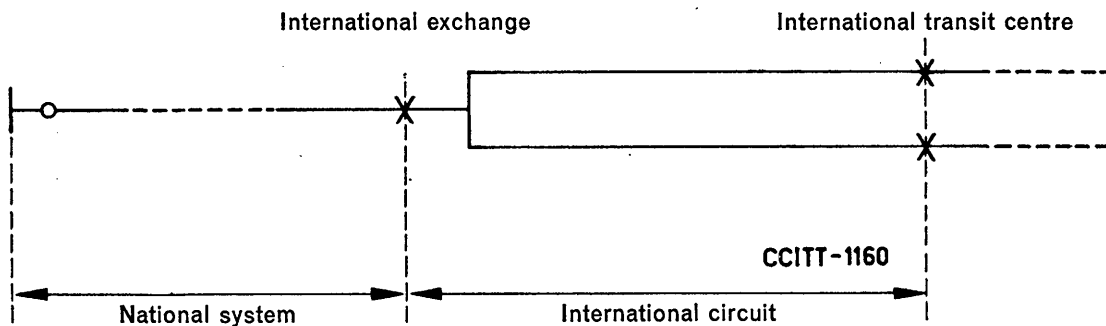 International exchange
International transit centre
CCITT-1160
National system
International circuit